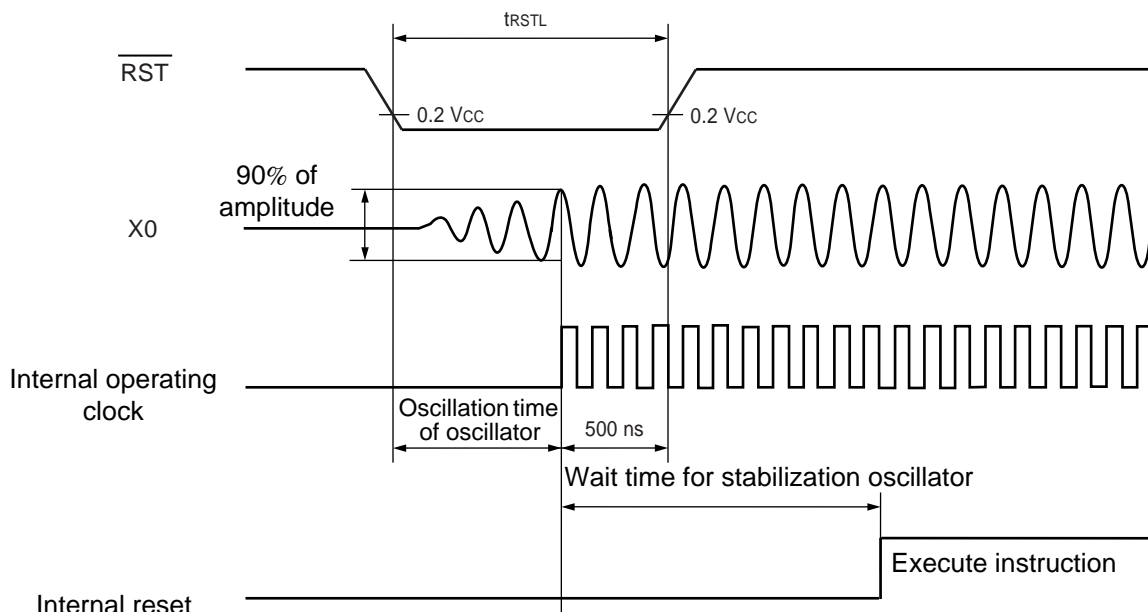 tRSTL
RST
0.2 VCC
0.2 VCC
90% of
amplitude
X0
Internal operating
clock
Oscillation time
of oscillator
500 ns
Wait time for stabilization oscillator
Execute instruction
Internal reset